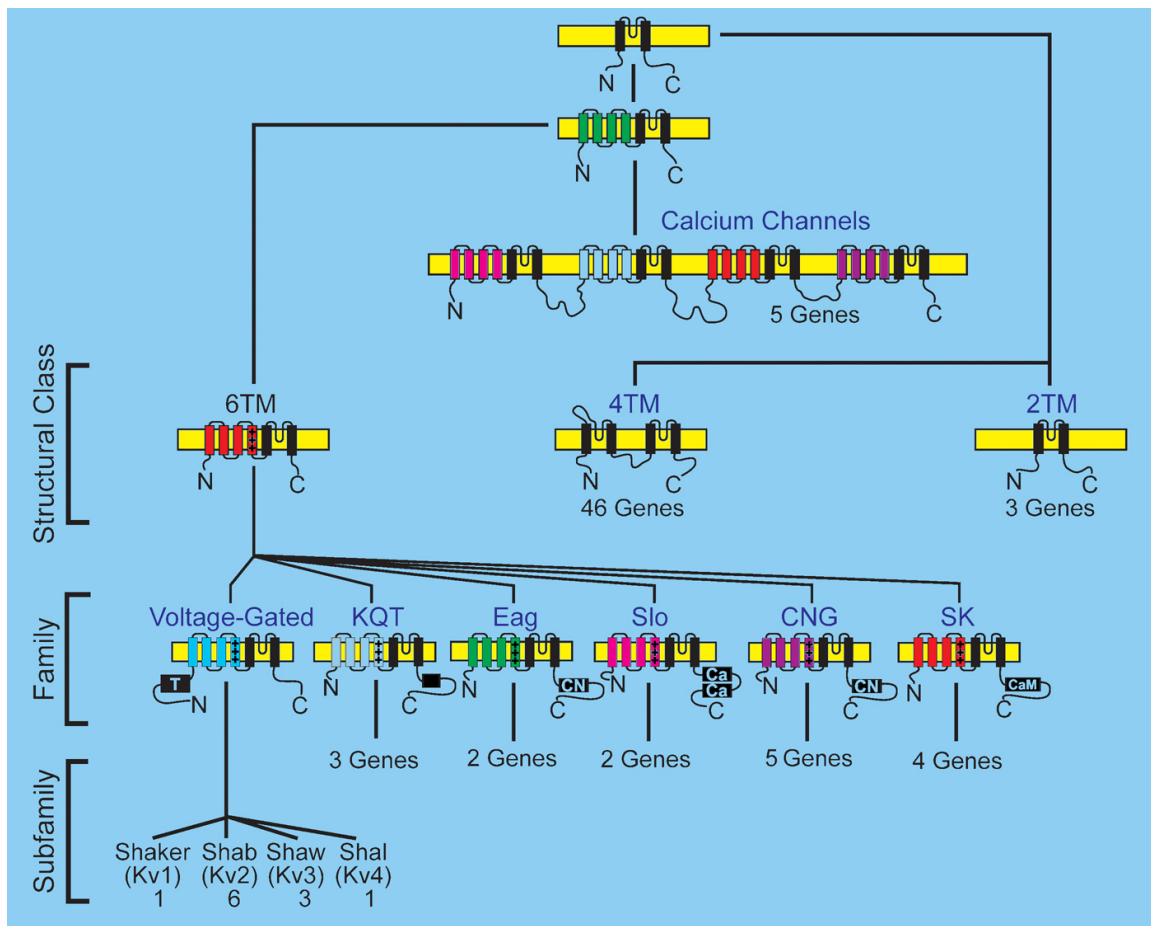 N
C
N
C
Calcium Channels
N
5 Genes
C
Structural Class
6TM
4TM
2TM
N
C
N
C
N
C
46 Genes
3 Genes
Family
Voltage-Gated
KQT
Eag
Slo
CNG
SK
+++
+++
+++
+++
+++
+++
+++
T
N
C
N
C
N
CN
C
N
Ca
Ca
C
N
CN
C
N
CaM
C
3 Genes
2 Genes
2 Genes
5 Genes
4 Genes
Subfamily
Shaker Shab Shaw Shal
(Kv1) (Kv2) (Kv3) (Kv4)
1 6 3 1